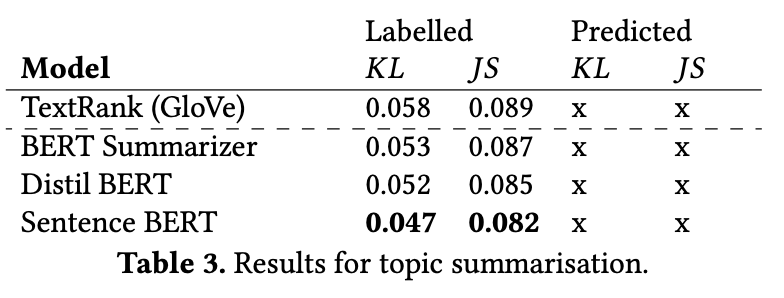 Labelled Predicted
Model KL JS KL JS
TextRank (GloVe) 0.058 0.089 x x
BERT Summarizer 0.053 0.087 x x
Distil BERT 0.052 0.085 x x
Sentence BERT 0.047 0.082 x x
Table 3. Results for topic summarisation.